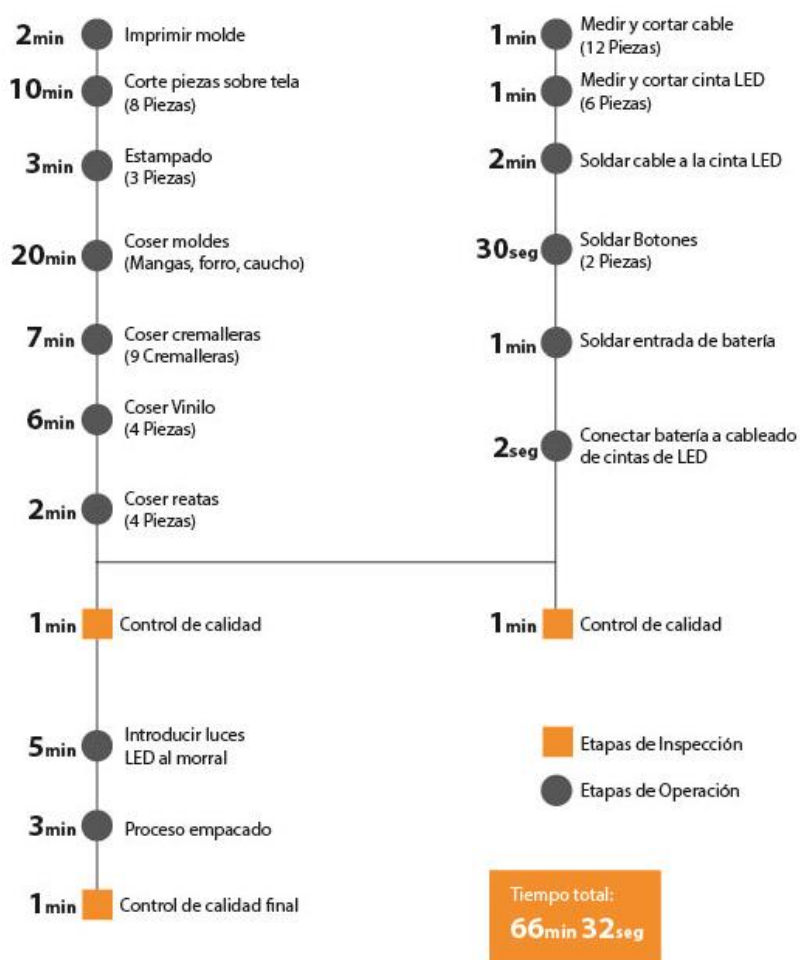 2min Imprimir molde
10min Corte piezas sobre tela
(8 Piezas)
3min Estampado
(3 Piezas)
20min Coser moldes
(Mangas, forro, caucho)
7min Coser cremalleras
(9 Cremalleras)
6min Coser Vinilo
(4 Piezas)
2min Coser reatas
(4 Piezas)
1min Control de calidad
5min Introducir luces
LED al morral
3min Proceso empacado
1min Control de calidad final
1min Medir y cortar cable
(12 Piezas)
1min Medir y cortar cinta LED
(6 Piezas)
2min Soldar cable a la cinta LED
30seg Soldar Botones
(2 Piezas)
1min Soldar entrada de batería
2seg Conectar batería a cableado
de cintas de LED
1min Control de calidad
Etapas de Inspección
Etapas de Operación
Tiempo total:
66min 32seg